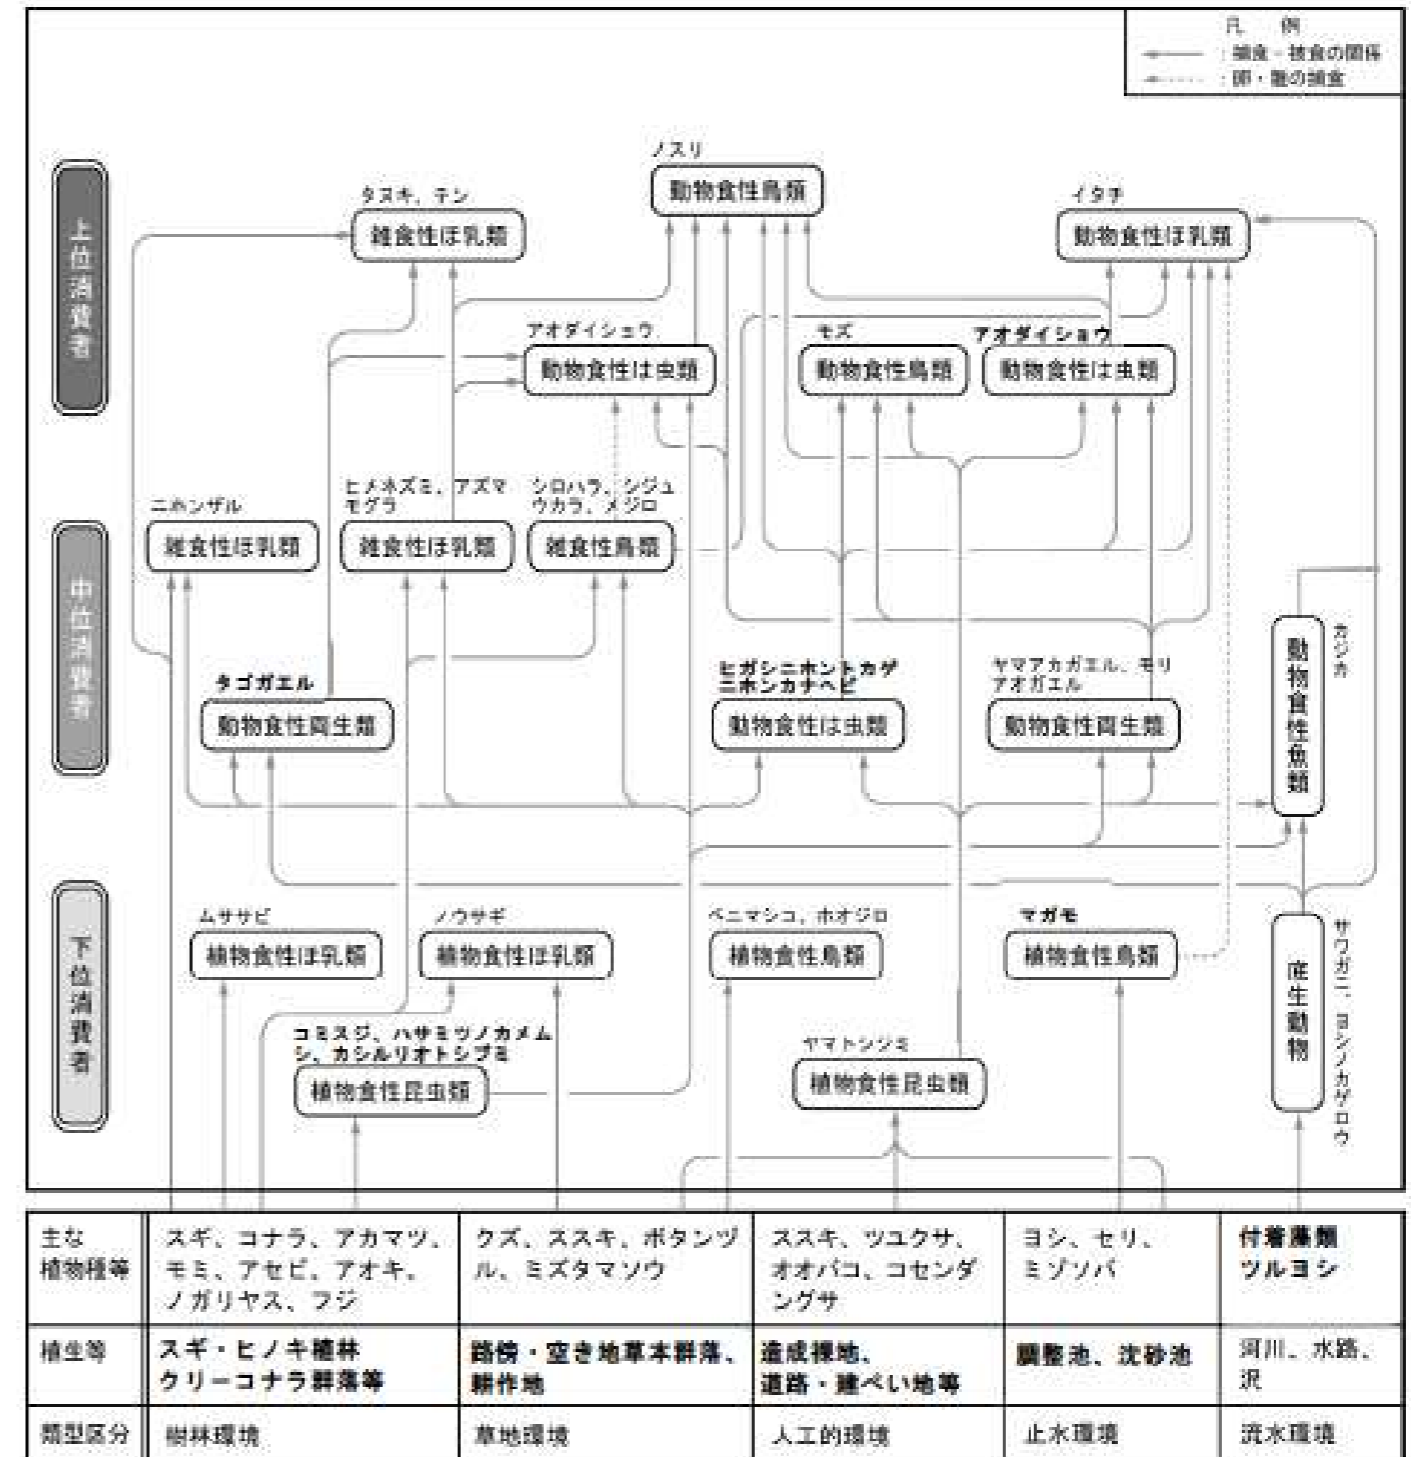 凡 例
：捕食－被食の関係
：卵・雛の捕食
ノスリ
動物食性鳥類
タヌキ、テン
雑食性ほ乳類
イタチ
動物食性ほ乳類
上位消費者
アオダイショウ
動物食性は虫類
モズ
動物食性鳥類
アオダイショウ
動物食性は虫類
中位消費者
ニホンザル
雑食性ほ乳類
ヒメネズミ、アズマ
モグラ
雑食性ほ乳類
シロハラ、シジュ
ウカラ、メジロ
雑食性鳥類
タゴガエル
動物食性両生類
ヒガシニホントカゲ
ニホンカナヘビ
動物食性は虫類
ヤマアカガエル、モリ
アオガエル
動物食性両生類
カジカ
動物食性魚類
下位消費者
ムササビ
植物食性ほ乳類
ノウサギ
植物食性ほ乳類
ベニマシコ、ホオジロ
植物食性鳥類
マガモ
植物食性鳥類
コミスジ、ハサミツノカメム
シ、カシルリオトシブミ
植物食性昆虫類
ヤマトシジミ
植物食性昆虫類
サワガニ、ヨシノカゲロウ
底生動物
主な
植物種等
スギ、コナラ、アカマツ、
モミ、アセビ、アオキ、
ノガリヤス、フジ
クズ、ススキ、ボタンヅ
ル、ミズタマソウ
ススキ、ツユクサ、
オオバコ、コセンダ
ングサ
ヨシ、セリ、
ミゾソバ
付着藻類
ツルヨシ
植生等
スギ・ヒノキ植林
クリーコナラ群落等
路傍・空き地草本群落、
耕作地
造成裸地、
道路・建ぺい地等
調整池、沈砂池
河川、水路、
沢
類型区分
樹林環境
草地環境
人工的環境
止水環境
流水環境